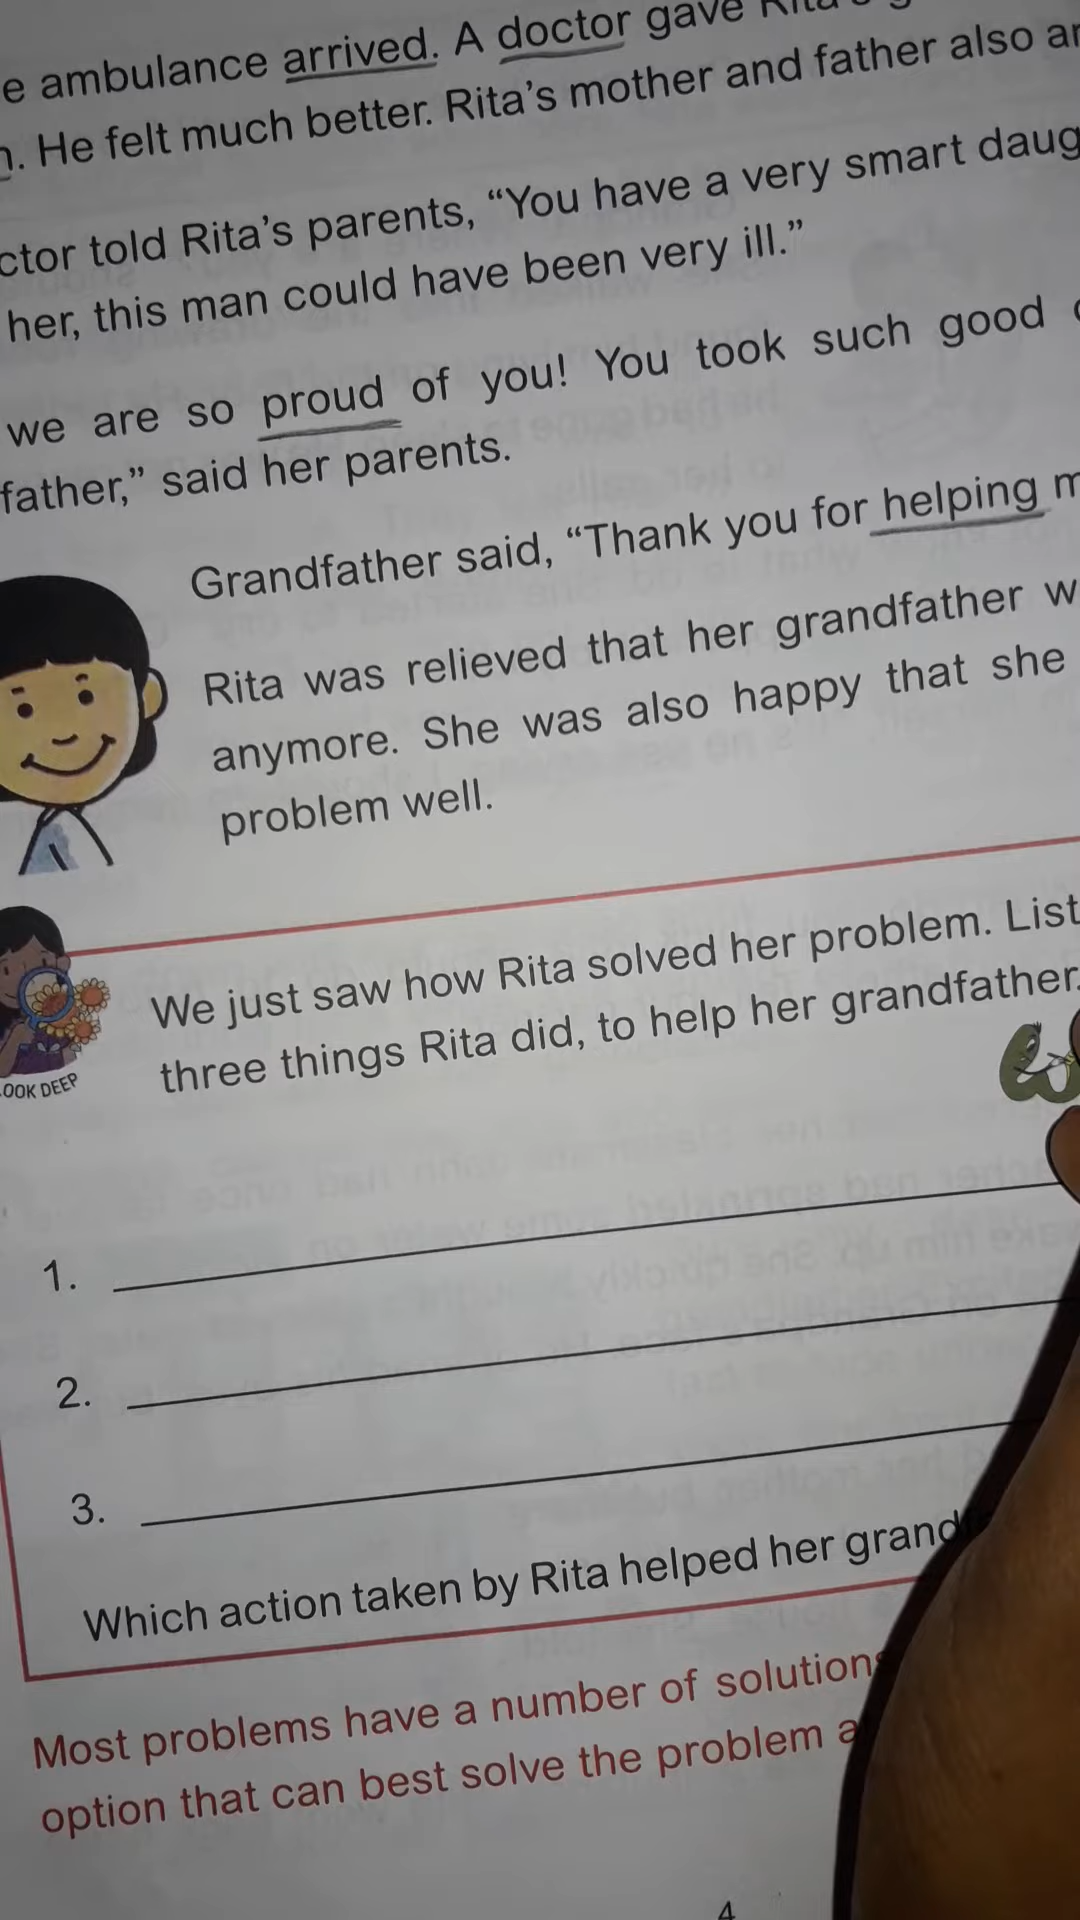 e ambulance arrived. A doctor gave
. He felt much better. Rita's mother and father also
ctor told Rita's parents, “You have a very smart daug
her, this man could have been very ill.”
we are so proud of you! You took such good
father,” said her parents.
Grandfather said, “Thank you for helping m
Rita was relieved that her grandfather w
anymore. She was also happy that she
problem well.
We just saw how Rita solved her problem. List
three things Rita did, to help her grandfather.
OOK DEEP
1.
2.
3.
Which action taken by Rita helped her grand
Most problems have a number of solutions
option that can best solve the problem a
4